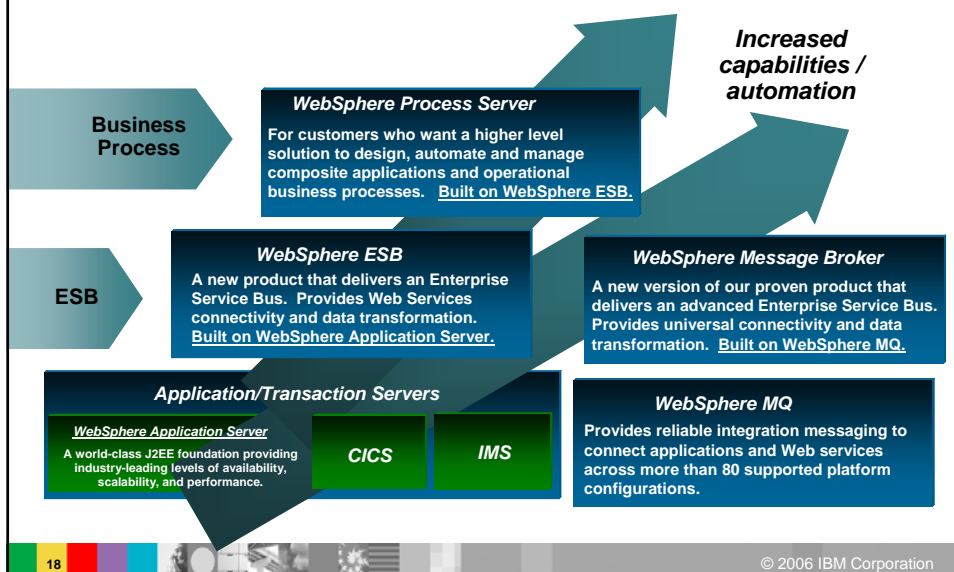 Increased
capabilities /
automation
Business
Process
WebSphere Process Server
For customers who want a higher level
solution to design, automate and manage
composite applications and operational
business processes. Built on WebSphere ESB.
ESB
WebSphere ESB
A new product that delivers an Enterprise
Service Bus. Provides Web Services
connectivity and data transformation.
Built on WebSphere Application Server.
WebSphere Message Broker
A new version of our proven product that
delivers an advanced Enterprise Service Bus.
Provides universal connectivity and data
transformation. Built on WebSphere MQ.
Application/Transaction Servers
WebSphere Application Server
A world-class J2EE foundation providing
industry-leading levels of availability,
scalability, and performance.
CICS
IMS
WebSphere MQ
Provides reliable integration messaging to
connect applications and Web services
across more than 80 supported platform
configurations.
18
© 2006 IBM Corporation